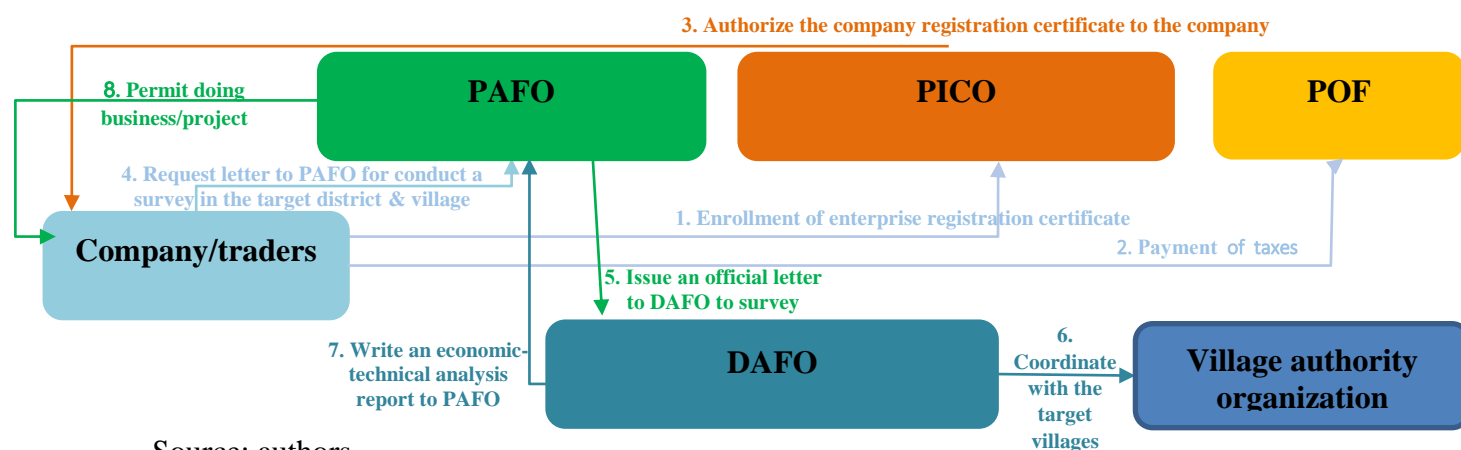 3. Authorize the company registration certificate to the company
PAFO
PICO
POF
8. Permit doing
business/project
4. Request letter to PAFO for conduct a
survey in the target district & village
1. Enrollment of enterprise registration certificate
Company/traders
2. Payment of taxes
5. Issue an official letter
to DAFO to survey
7. Write an economic-
technical analysis
report to PAFO
DAFO
6.
Coordinate
with the
target
villages
Village authority
organization
Source: authors